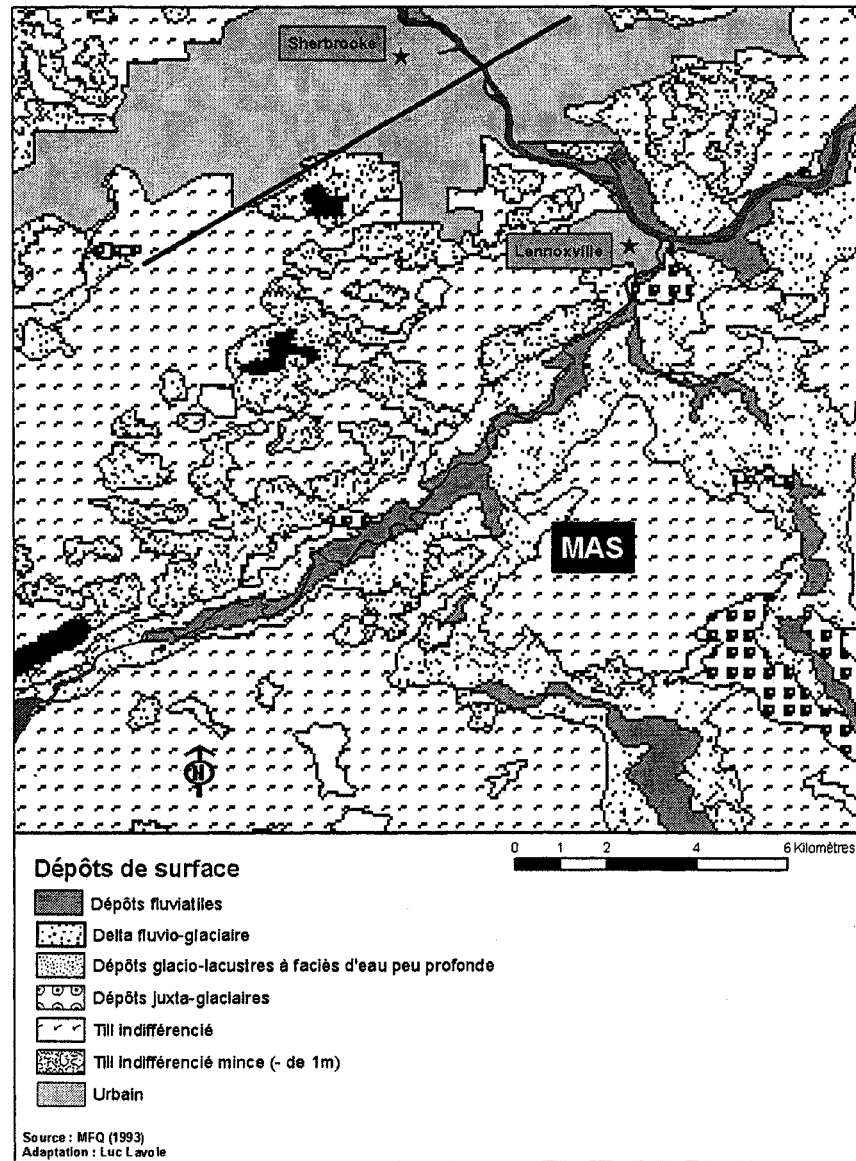 Sherbrooke
Lennoxville
MAS
N
0 1 2 4 6 Kilomètres
Dépôts de surface
Dépôts fluviatiles
Delta fluvio-glaciaire
Dépôts glacio-lacustres à faciès d'eau peu profonde
Dépôts juxta-glaciaires
Till indifférencié
Till indifférencié mince (- de 1m)
Urbain
Source : MFQ (1993)
Adaptation : Luc Lavoie